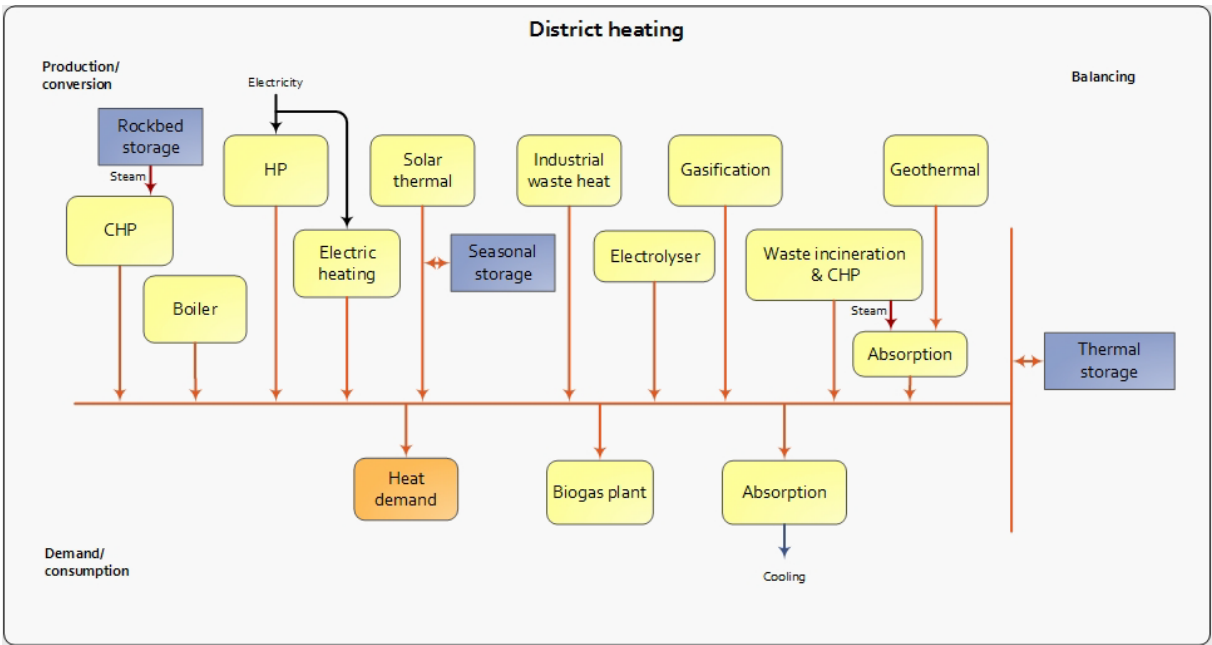 District heating
Production/
conversion
Balancing
Electricity
Rockbed
storage
Steam
CHP
Boiler
HP
Electric
heating
Solar
thermal
Seasonal
storage
Industrial
waste heat
Electrolyser
Gasification
Waste incineration
& CHP
Steam
Geothermal
Absorption
Thermal
storage
Heat
demand
Biogas plant
Absorption
Cooling
Demand/
consumption